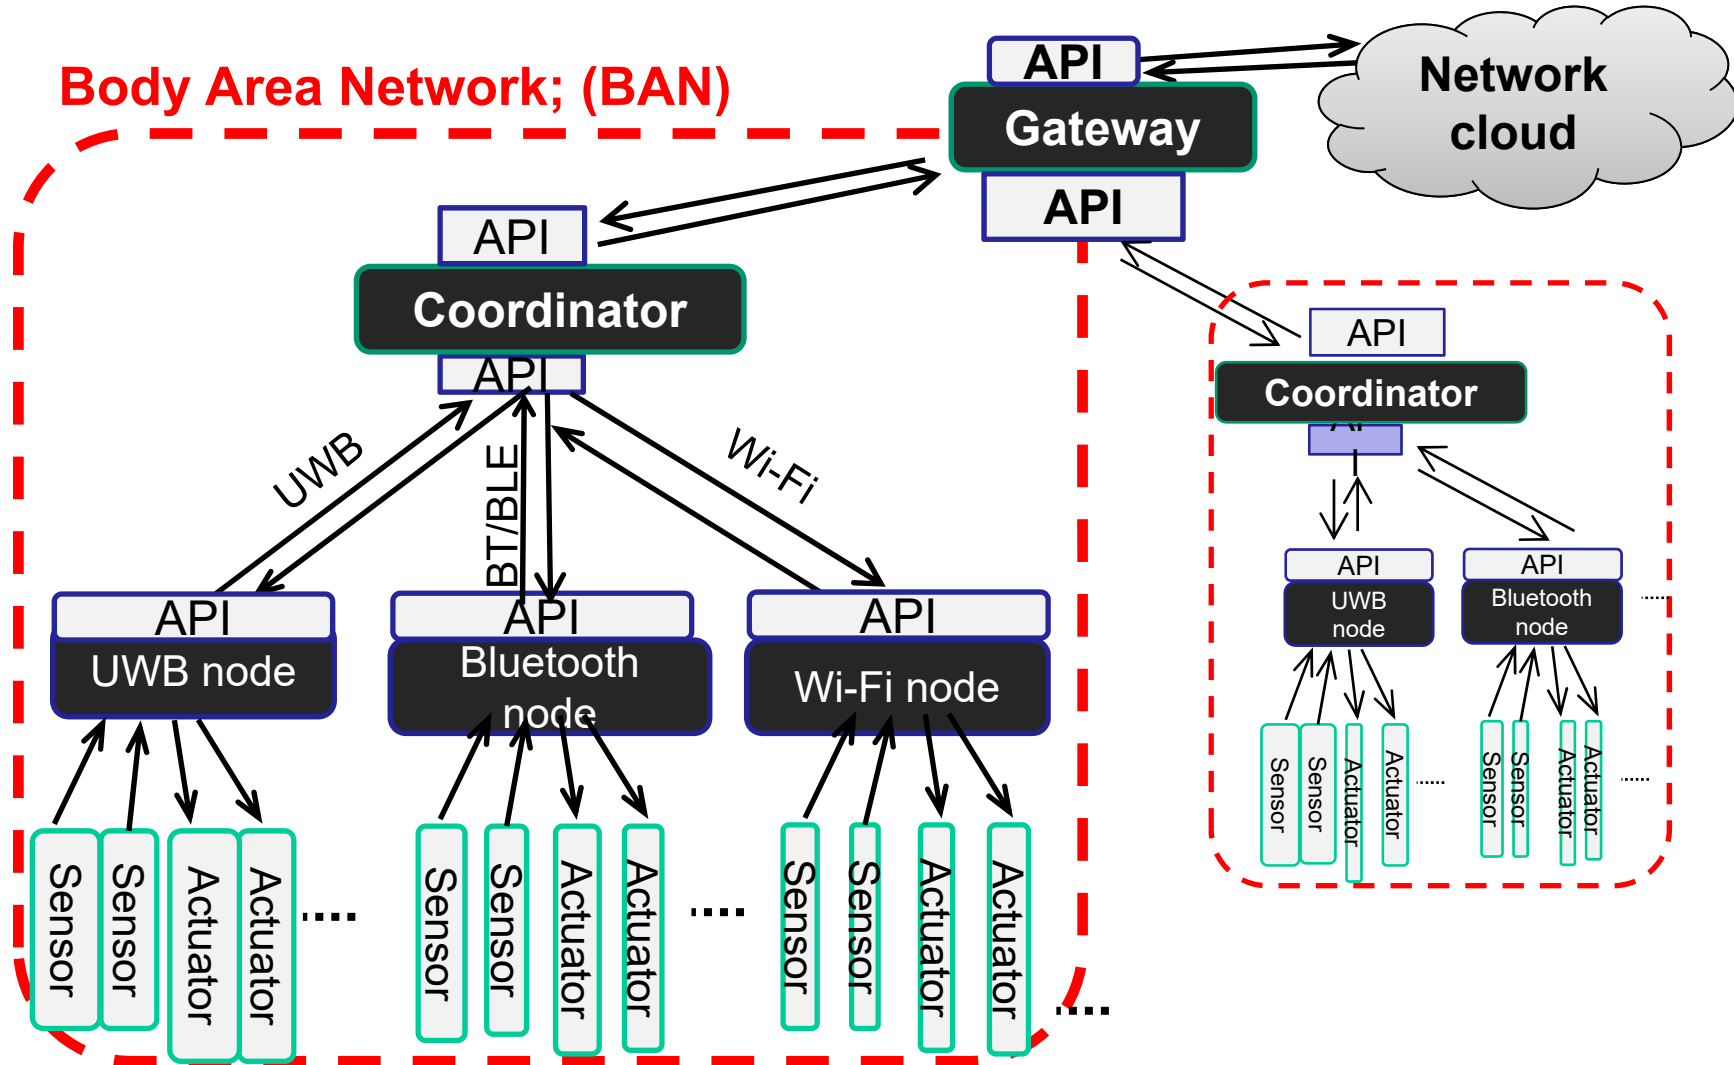 Body Area Network; (BAN)
API
Gateway
API
Network
cloud
API
Coordinator
API
UWB
BT/BLE
Wi-Fi
API
UWB node
API
Bluetooth
node
API
Wi-Fi node
Sensor
Sensor
Actuator
Actuator
.....
Sensor
Sensor
Actuator
Actuator
.....
Sensor
Sensor
Actuator
Actuator
.....
API
Coordinator
API
API
UWB
node
API
Bluetooth
node
......
Sensor
Sensor
Actuator
Actuator
......
Sensor
Sensor
Actuator
Actuator
......